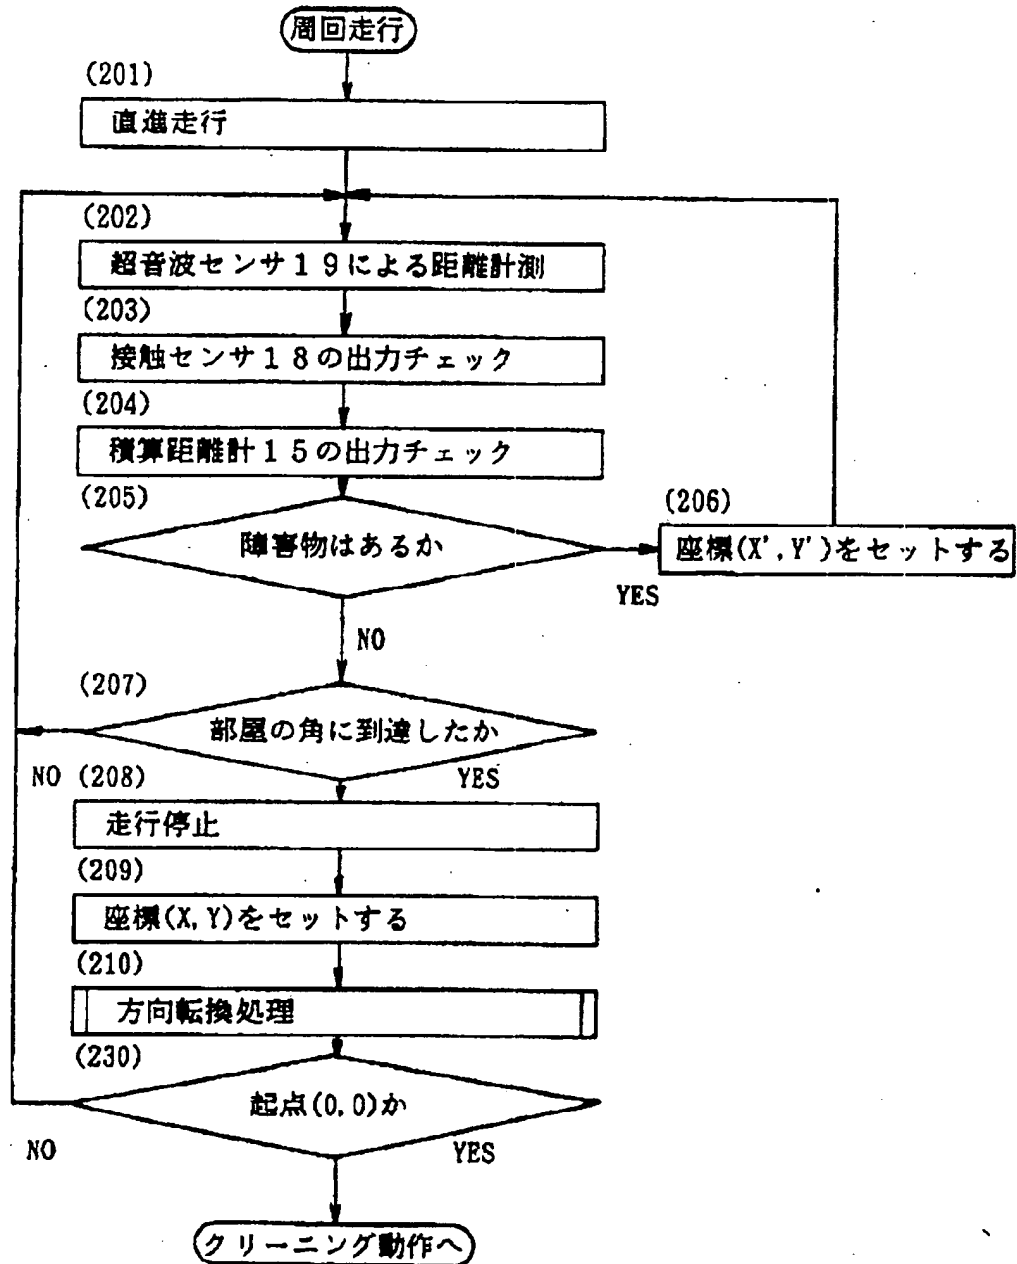 周回走行
(201)
直進走行
(202)
超音波センサ19による距離計測
(203)
接触センサ18の出力チェック
(204)
積算距離計15の出力チェック
(205)
障害物はあるか
(206)
座標(X',Y')をセットする
YES
NO
(207)
部屋の角に到達したか
NO
(208)
YES
走行停止
(209)
座標(X,Y)をセットする
(210)
方向転換処理
(230)
起点(0,0)か
NO
YES
クリーニング動作へ